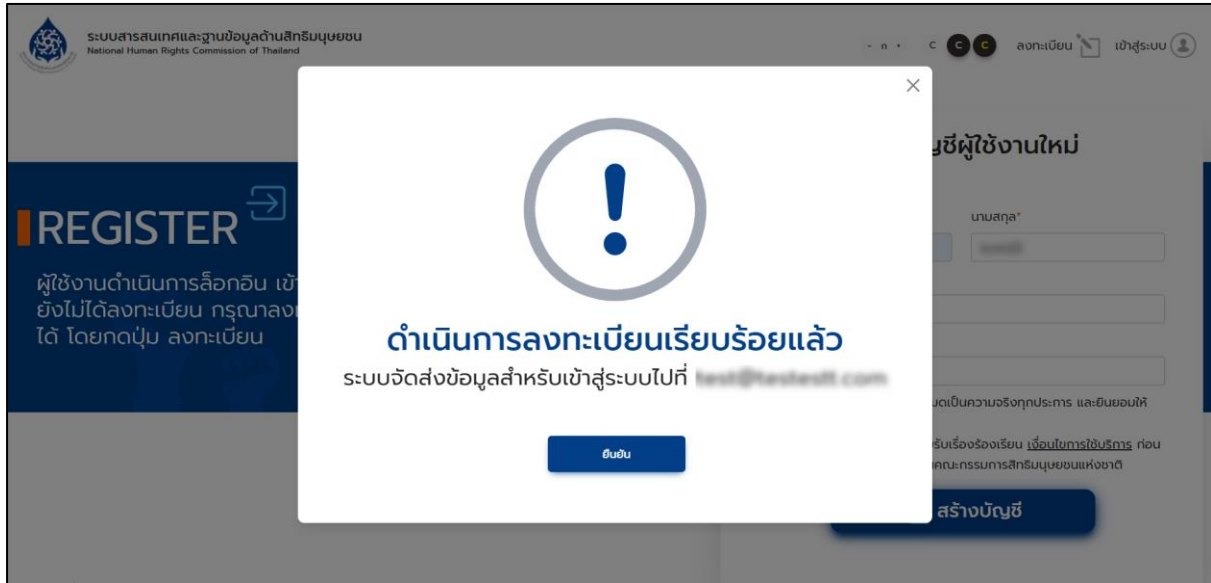 ระบบสารสนเทศและฐานข้อมูลด้านสิทธิมนุษยชน
National Human Rights Commission of Thailand
- ก +
C C C
ลงทะเบียน
เข้าสู่ระบบ
ชีผู้ใช้งานใหม่
REGISTER
ผู้ใช้งานดำเนินการล็อกอิน เข้า
ยังไม่ได้ลงทะเบียน กรุณาลง
ได้ โดยกดปุ่ม ลงทะเบียน
นามสกุล*
!
ดำเนินการลงทะเบียนเรียบร้อยแล้ว
ระบบจัดส่งข้อมูลสำหรับเข้าสู่ระบบไปที่
ยืนยัน
เป็นความจริงทุกประการ และยินยอมให้
รับเรื่องร้องเรียน เงื่อนไขการใช้บริการ ก่อน
คณะกรรมการสิทธิมนุษยชนแห่งชาติ
สร้างบัญชี